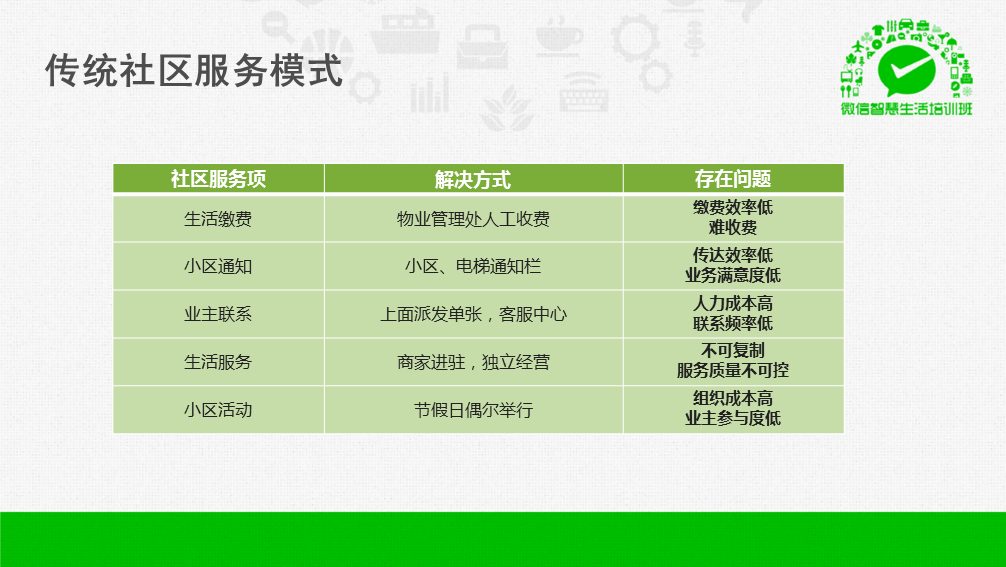 传统社区服务模式
微信智慧生活培训班
社区服务项 解决方式 存在问题
生活缴费 物业管理处人工收费 缴费效率低
难收费
小区通知 小区、电梯通知栏 传达效率低
业务满意度低
业主联系 上面派发单张，客服中心 人力成本高
联系频率低
生活服务 商家进驻，独立经营 不可复制
服务质量不可控
小区活动 节假日偶尔举行 组织成本高
业主参与度低